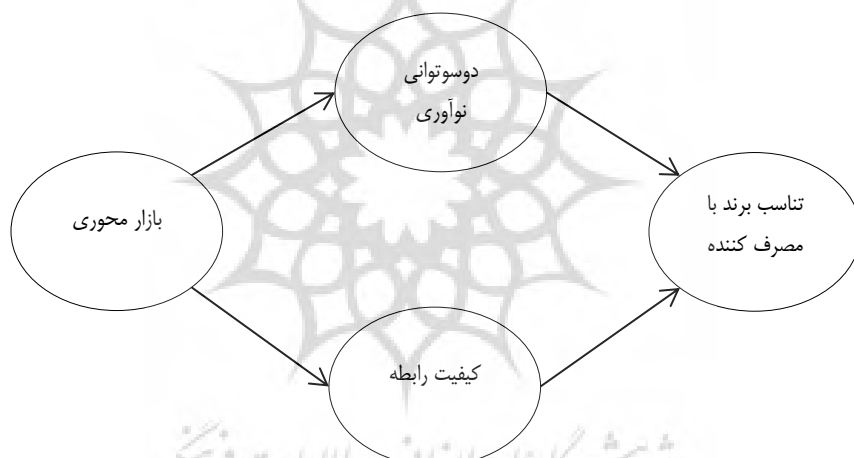 دوسوتوانی
نوآوری
بازار محوری
تناسب برند با
مصرف کننده
کیفیت رابطه